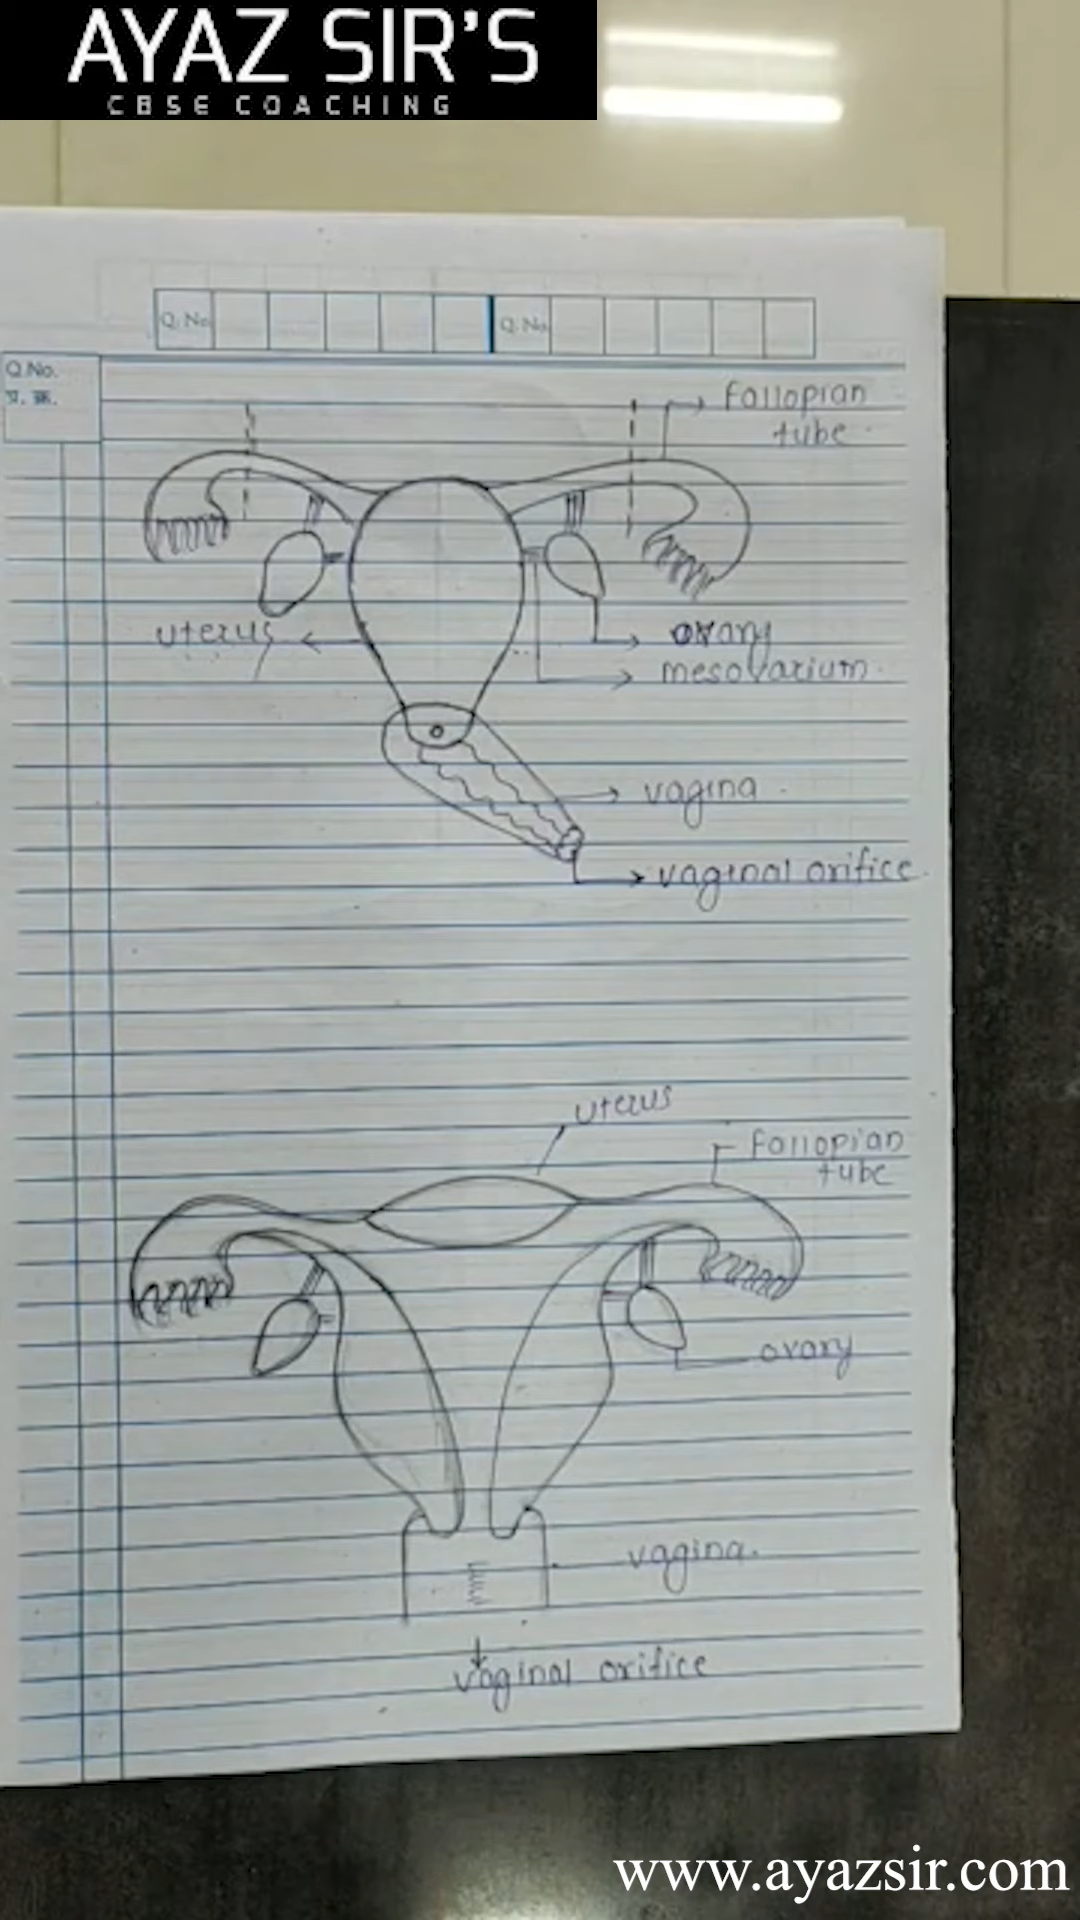 AYAZ SIR'S
CBSE COACHING
Q. No.
Q. No.
Q.No.
प्र. क्र.
Fallopian
tube
uterus
ovary
mesovarium
vagina
vaginal orifice
uterus
Fallopian
tube
ovary
vagina.
vaginal orifice
www.ayazsir.com